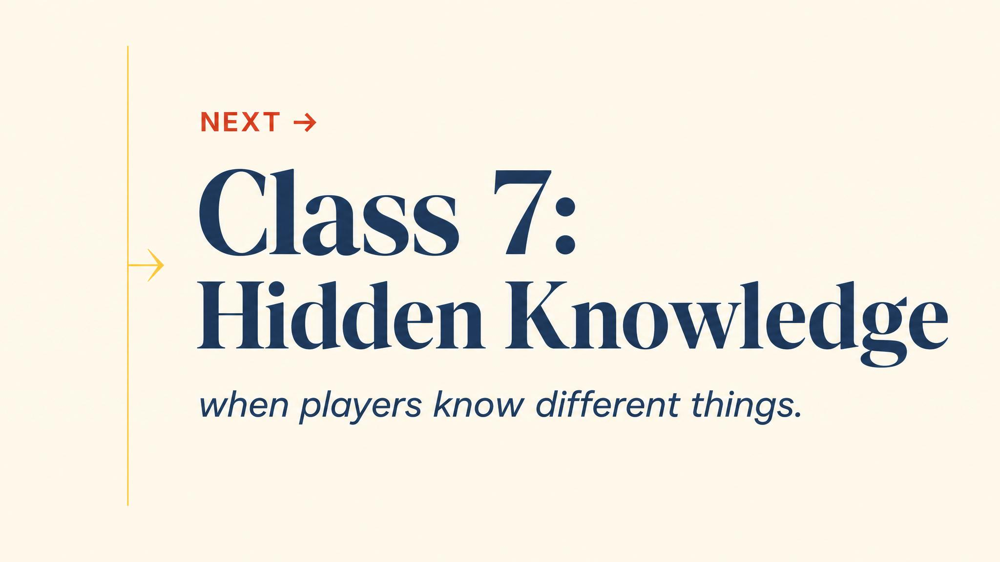 NEXT →
Class 7:
Hidden Knowledge
when players know different things.